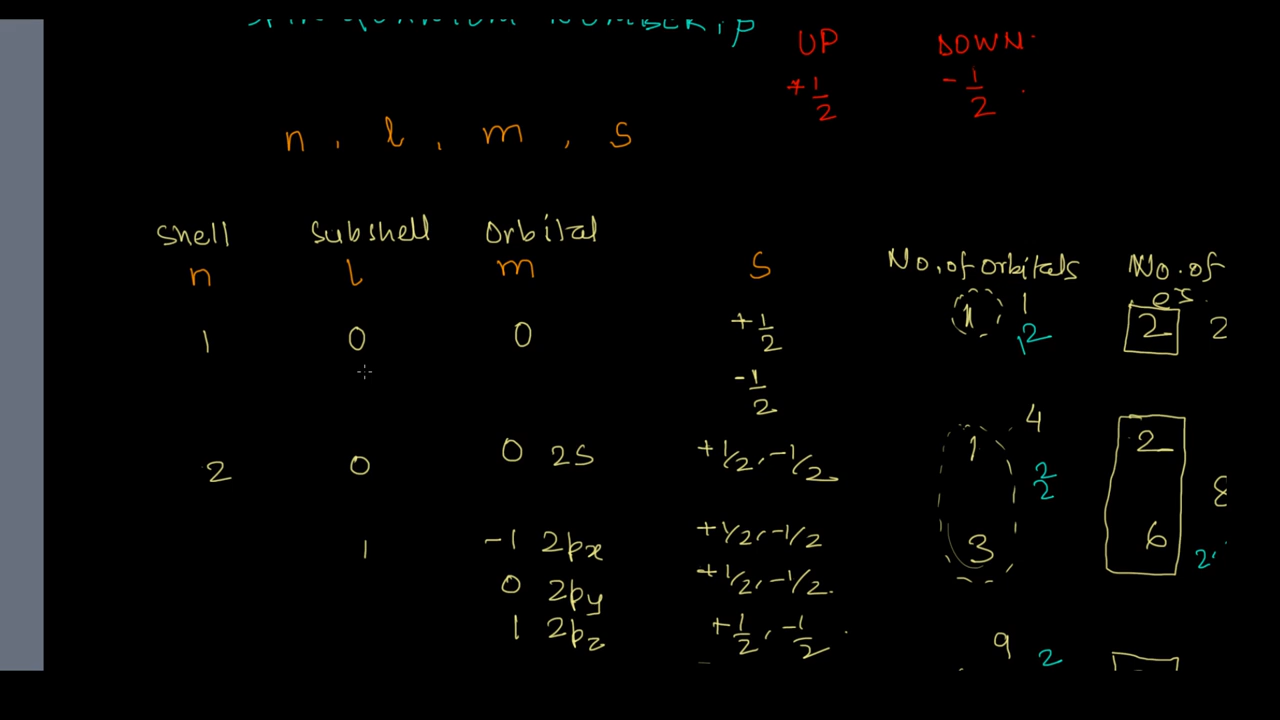 UP DOWN
+1/2 -1/2
n, l, m, s
Shell Subshell Orbital
n l m s No. of Orbitals No. of
es.
1 0 0 +1/2 1 1 2 2
1²
-1/2
4
2 0 0 2s +1/2, -1/2 1 2
2² 8
1 -1 2px +1/2, -1/2 3 6
0 2py +1/2, -1/2
1 2pz +1/2, -1/2
9